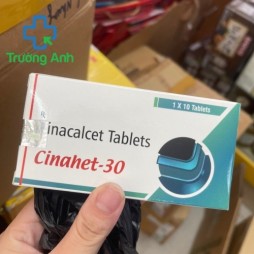 Trường Anh
1 X 10 Tablets
inacalcet Tablets
Cinahet-30